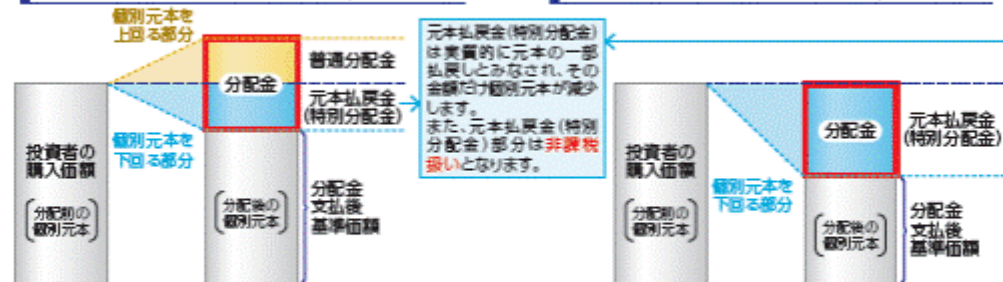 個別元本を
上回る部分
分配金
普通分配金
元本払戻金
(特別分配金)
個別元本を
下回る部分
投資者の
購入価額
(分配前の
個別元本)
(分配後の
個別元本)
分配金
支払後
基準価額
元本払戻金(特別分配金)
は実質的に元本の一部
払戻しとみなされ、その
金額だけ個別元本が減少
します。
また、元本払戻金(特別
分配金)部分は非課税
扱いとなります。
投資者の
購入価額
(分配前の
個別元本)
個別元本を
下回る部分
分配金
元本払戻金
(特別分配金)
(分配後の
個別元本)
分配金
支払後
基準価額